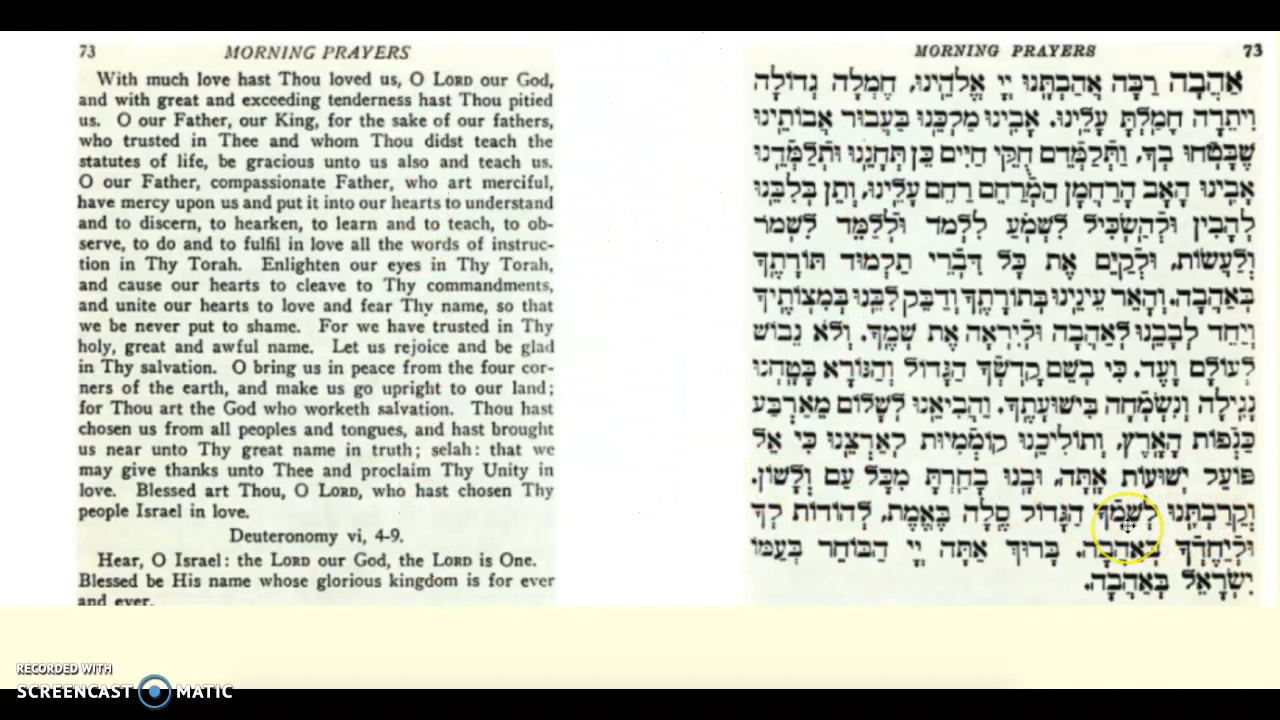 73 MORNING PRAYERS
With much love hast Thou loved us, O LORD our God,
and with great and exceeding tenderness hast Thou pitied
us. O our Father, our King, for the sake of our fathers,
who trusted in Thee and whom Thou didst teach the
statutes of life, be gracious unto us also and teach us.
O our Father, compassionate Father, who art merciful,
have mercy upon us and put it into our hearts to understand
and to discern, to hearken, to learn and to teach, to ob-
serve, to do and to fulfil in love all the words of instruc-
tion in Thy Torah. Enlighten our eyes in Thy Torah,
and cause our hearts to cleave to Thy commandments,
and unite our hearts to love and fear Thy name, so that
we be never put to shame. For we have trusted in Thy
holy, great and awful name. Let us rejoice and be glad
in Thy salvation. O bring us in peace from the four cor-
ners of the earth, and make us go upright to our land;
for Thou art the God who worketh salvation. Thou hast
chosen us from all peoples and tongues, and hast brought
us near unto Thy great name in truth; selah: that we
may give thanks unto Thee and proclaim Thy Unity in
love. Blessed art Thou, O LORD, who hast chosen Thy
people Israel in love.
Deuteronomy vi, 4-9.
Hear, O Israel: the LORD our God, the LORD is One.
Blessed be His name whose glorious kingdom is for ever
and ever.
MORNING PRAYERS 73
אַהֲבָה רַבָּה אֲהַבְתָּנוּ יְיָ אֱלֹהֵינוּ, חֶמְלָה גְדוֹלָה
וִיתֵרָה חָמַלְתָּ עָלֵינוּ. אָבִינוּ מַלְכֵּנוּ בַּעֲבוּר אֲבוֹתֵינוּ
שֶׁבָּטְחוּ בְךָ, וַתְּלַמְּדֵם חֻקֵּי חַיִּים כֵּן תְּחָנֵּנוּ וּתְלַמְּדֵנוּ
אָבִינוּ הָאָב הָרַחֲמָן הַמְרַחֵם רַחֵם עָלֵינוּ, וְתֵן בְּלִבֵּנוּ
לְהָבִין וּלְהַשְׂכִּיל לִשְׁמֹעַ לִלְמֹד וּלְלַמֵּד לִשְׁמֹר
וְלַעֲשׂוֹת, וּלְקַיֵּם אֶת כָּל דִּבְרֵי תַלְמוּד תּוֹרָתֶךָ
בְּאַהֲבָה. וְהָאֵר עֵינֵינוּ בְּתוֹרָתֶךָ וְדַבֵּק לִבֵּנוּ בְּמִצְוֹתֶיךָ
וְיַחֵד לְבָבֵנוּ לְאַהֲבָה וּלְיִרְאָה אֶת שְׁמֶךָ. וְלֹא נֵבוֹשׁ
לְעוֹלָם וָעֶד. כִּי בְשֵׁם קָדְשְׁךָ הַגָּדוֹל וְהַנּוֹרָא בָּטָחְנוּ
נָגִילָה וְנִשְׂמְחָה בִּישׁוּעָתֶךָ. וַהֲבִיאֵנוּ לְשָׁלוֹם מֵאַרְבַּע
כַּנְפוֹת הָאָרֶץ, וְתוֹלִיכֵנוּ קוֹמְמִיּוּת לְאַרְצֵנוּ כִּי אֵל
פּוֹעֵל יְשׁוּעוֹת אָתָּה, וּבָנוּ בָחַרְתָּ מִכָּל עַם וְלָשׁוֹן.
וְקֵרַבְתָּנוּ לְשִׁמְךָ הַגָּדוֹל סֶלָה בֶּאֱמֶת, לְהוֹדוֹת לְךָ
וּלְיַחֶדְךָ בְּאַהֲבָה. בָּרוּךְ אַתָּה יְיָ הַבּוֹחֵר בְּעַמּוֹ
יִשְׂרָאֵל בְּאַהֲבָה.
RECORDED WITH
SCREENCAST MATIC